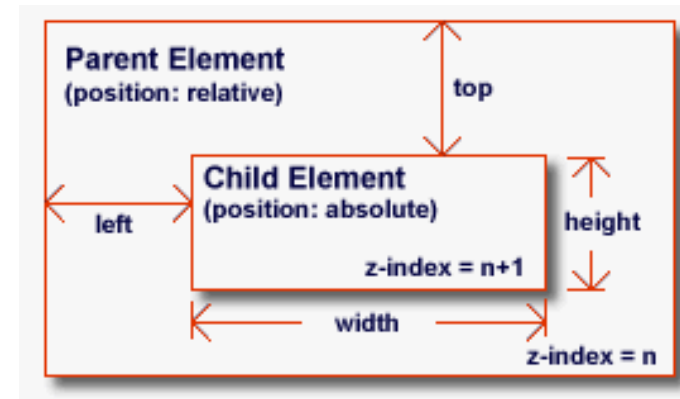 Parent Element
(position: relative)
top
Child Element
(position: absolute)
left
height
z-index = n+1
width
z-index = n